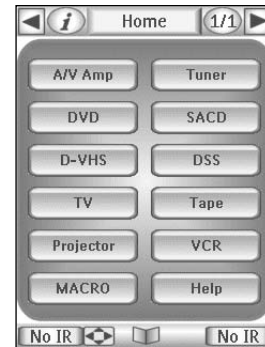 i Home 1/1
A/V Amp Tuner
DVD SACD
D-VHS DSS
TV Tape
Projector VCR
MACRO Help
No IR No IR